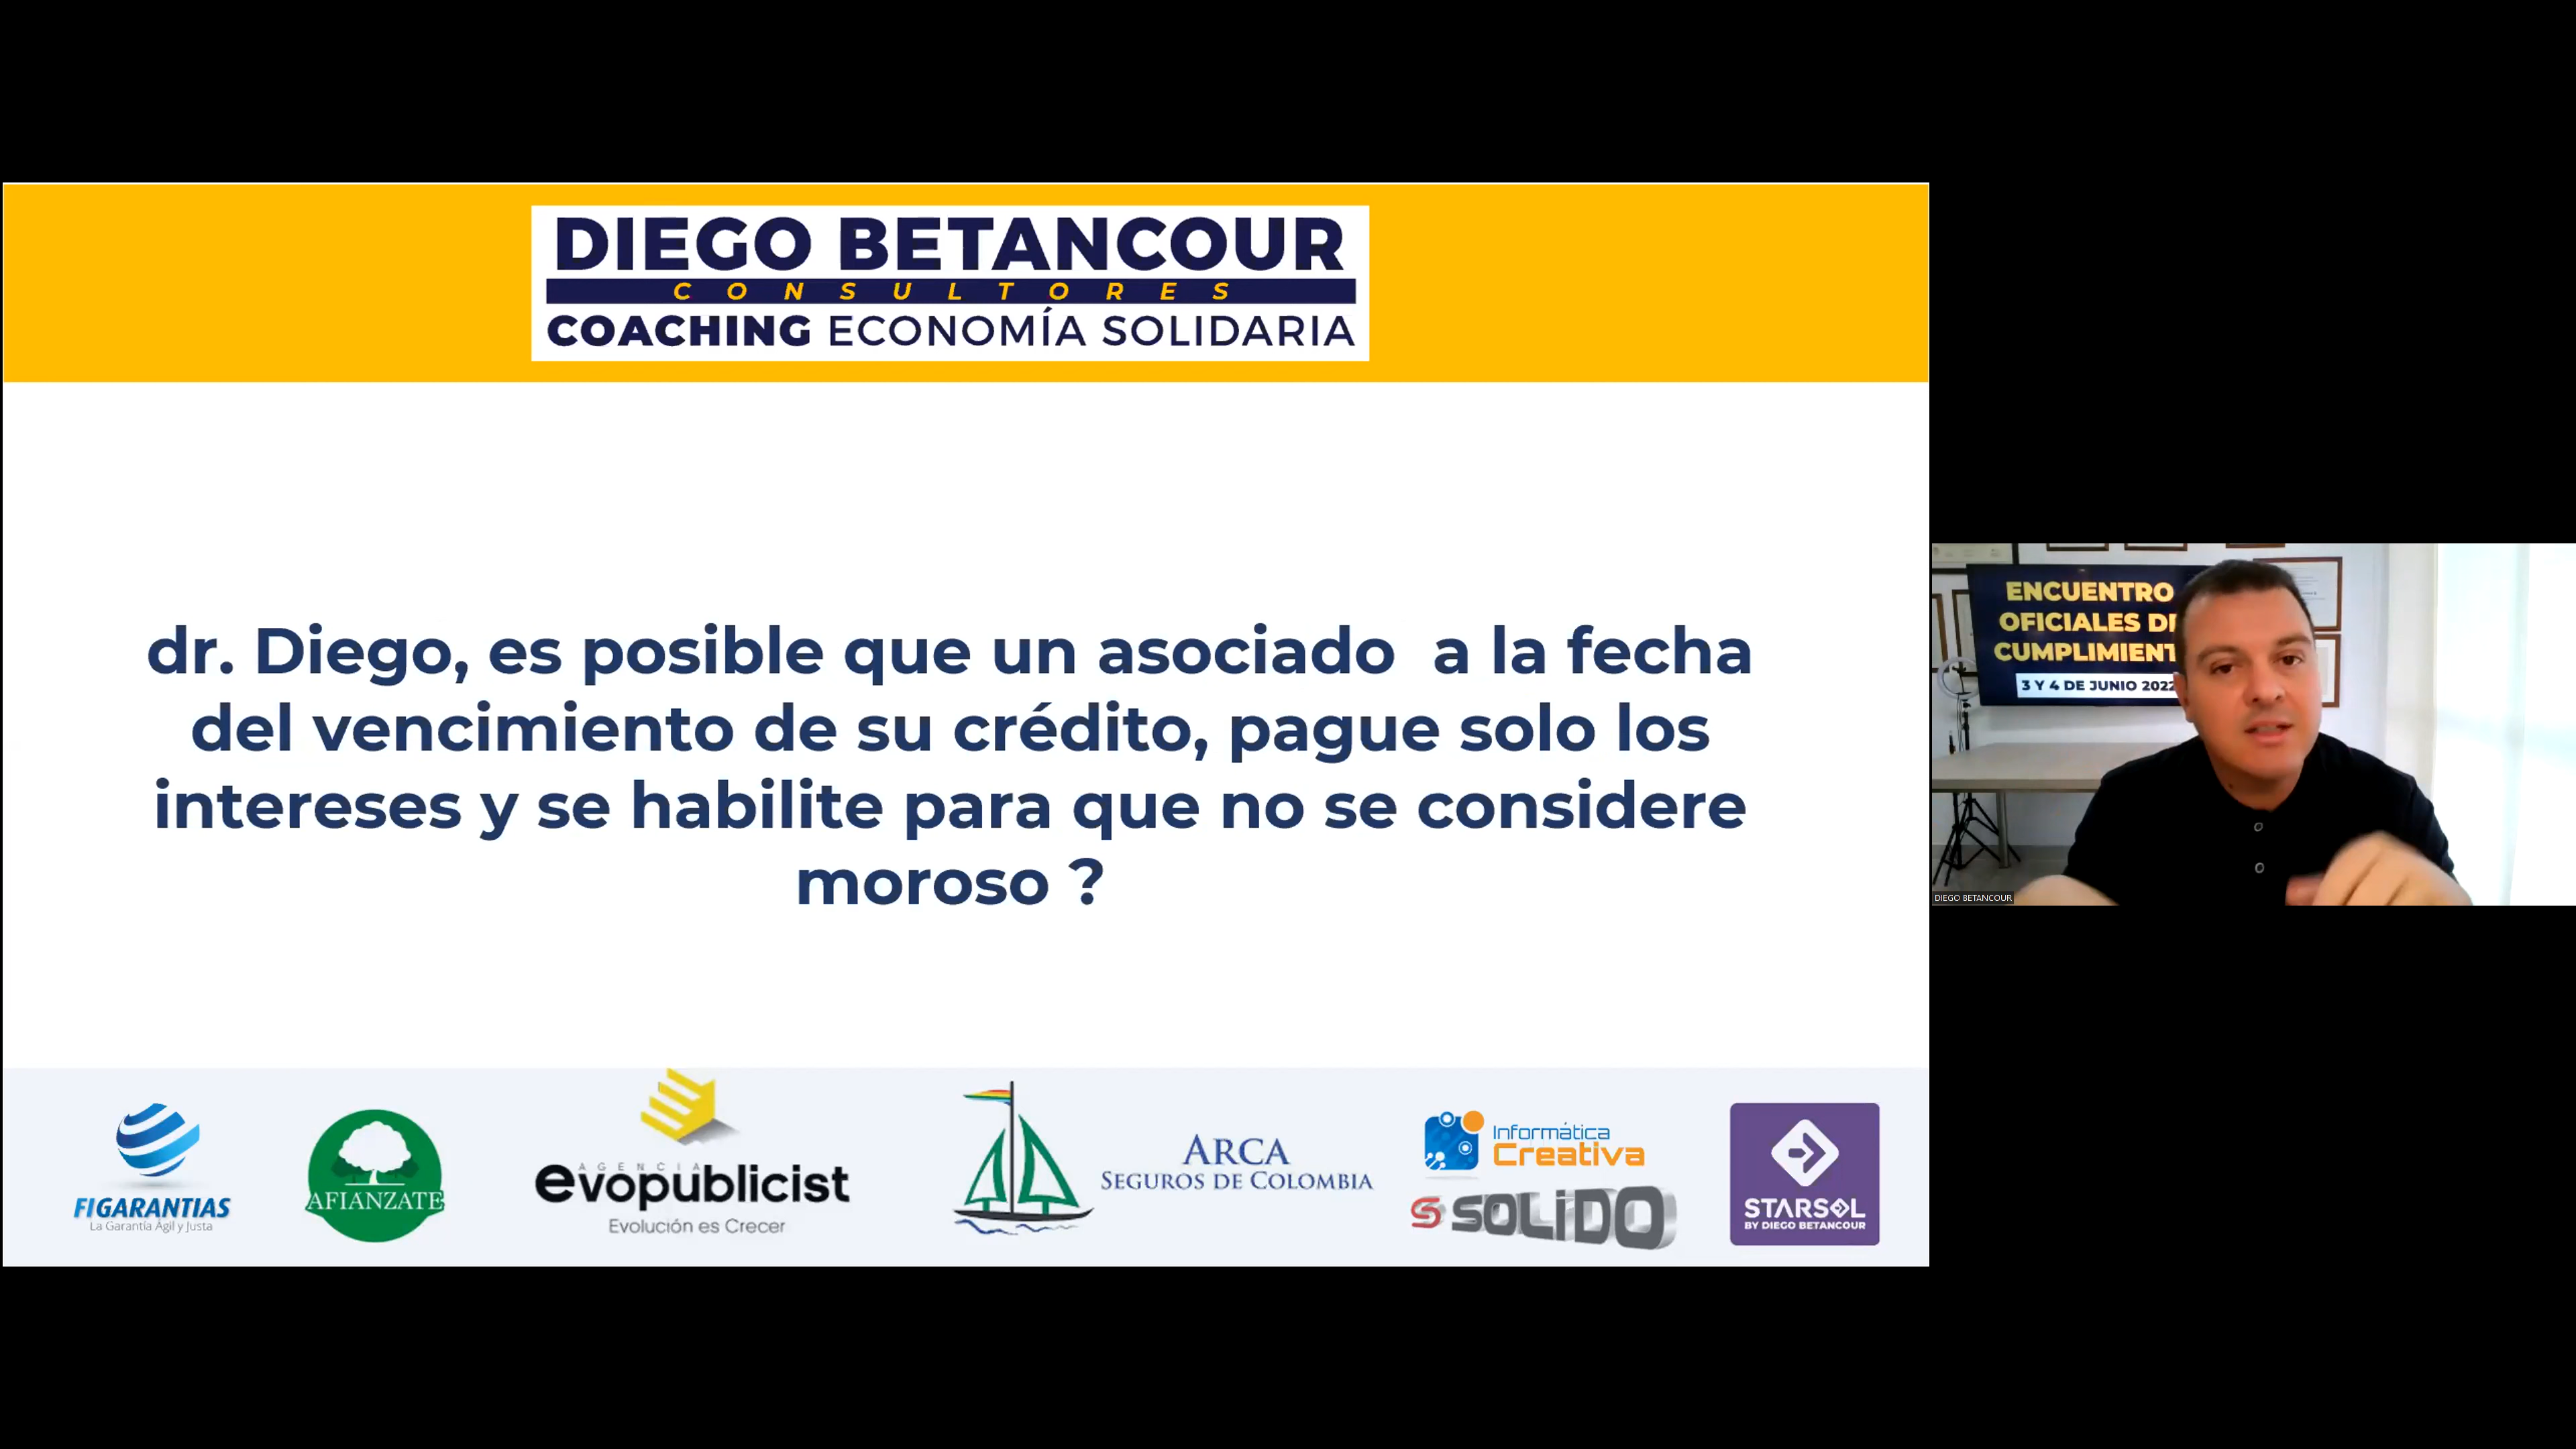 DIEGO BETANCOUR
CONSULTORES
COACHING ECONOMÍA SOLIDARIA
dr. Diego, es posible que un asociado  a la fecha
del vencimiento de su crédito, pague solo los
intereses y se habilite para que no se considere
moroso ?
FIGARANTIAS
La Garantía Ágil y Justa
AFIANZATE
AGENCIA
evopublicist
Evolución es Crecer
ARCA
SEGUROS DE COLOMBIA
Informática
Creativa
S SOLiDO
STARSOL
BY DIEGO BETANCOUR
ENCUENTRO
OFICIALES DE
CUMPLIMIENT
3 Y 4 DE JUNIO 2022
DIEGO BETANCOUR